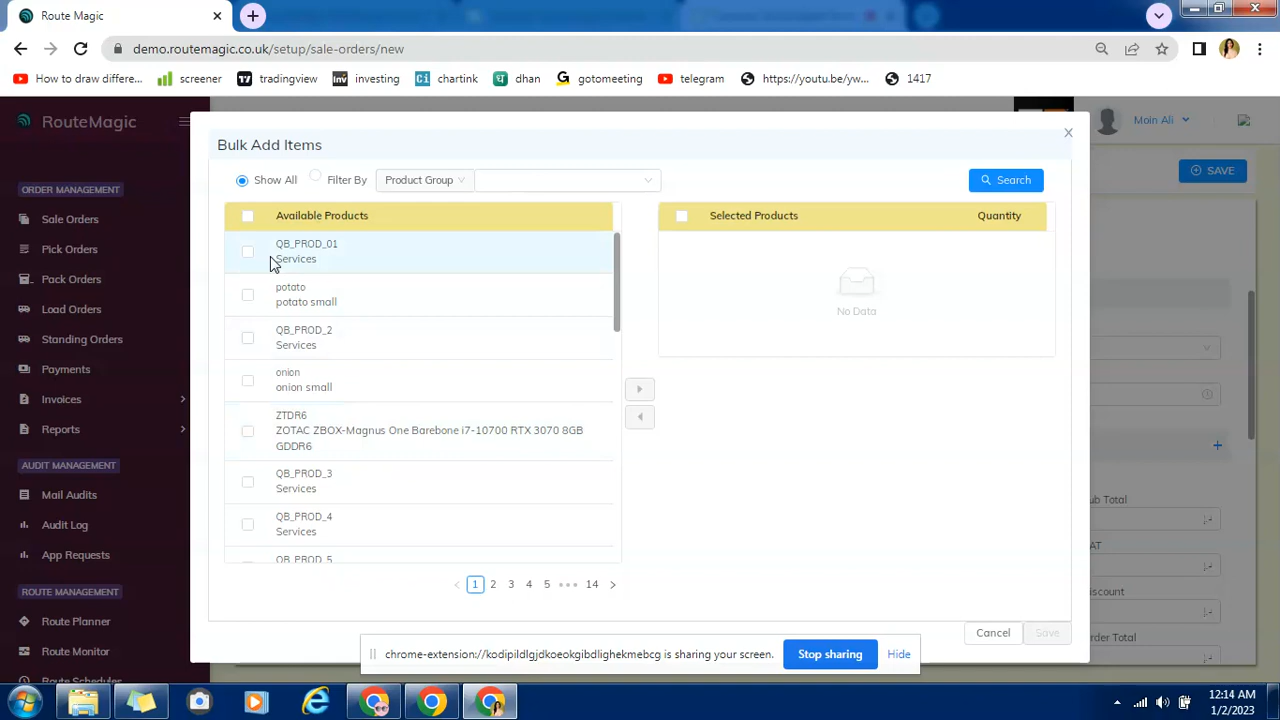 Route Magic
demo.routemagic.co.uk/setup/sale-orders/new
How to draw differe...
screener
tradingview
investing
chartink
dhan
gotomeeting
telegram
https://youtu.be/yw...
1417
RouteMagic
Moin Ali
SAVE
Bulk Add Items
X
Show All
Filter By
Product Group
Search
Available Products
Selected Products
Quantity
QB_PROD_01
Services
potato
potato small
QB_PROD_2
Services
onion
onion small
ZTDR6
ZOTAC ZBOX-Magnus One Barebone i7-10700 RTX 3070 8GB
GDDR6
QB_PROD_3
Services
QB_PROD_4
Services
QB_PROD_5
No Data
1 2 3 4 5 ••• 14
Cancel
Save
ORDER MANAGEMENT
Sale Orders
Pick Orders
Pack Orders
Load Orders
Standing Orders
Payments
Invoices
Reports
AUDIT MANAGEMENT
Mail Audits
Audit Log
App Requests
ROUTE MANAGEMENT
Route Planner
Route Monitor
Route Schedules
ub Total
AT
iscount
rder Total
chrome-extension://kodipildlgjdkoeokgibdlighekmebcg is sharing your screen.
Stop sharing
Hide
12:14 AM
1/2/2023